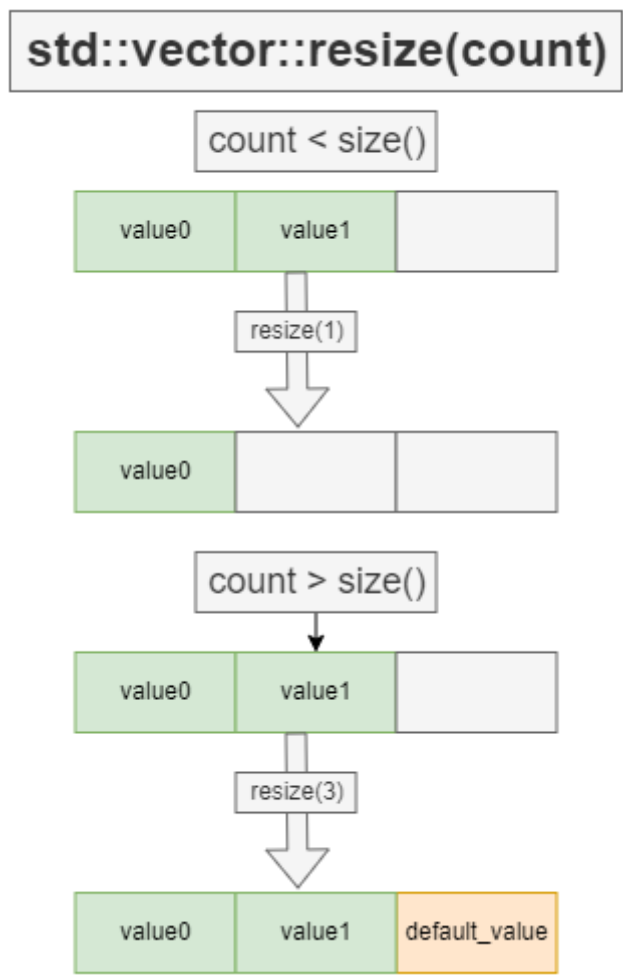 std::vector::resize(count)
count < size()
value0 value1
resize(1)
value0
count > size()
value0 value1
resize(3)
value0 value1 default_value